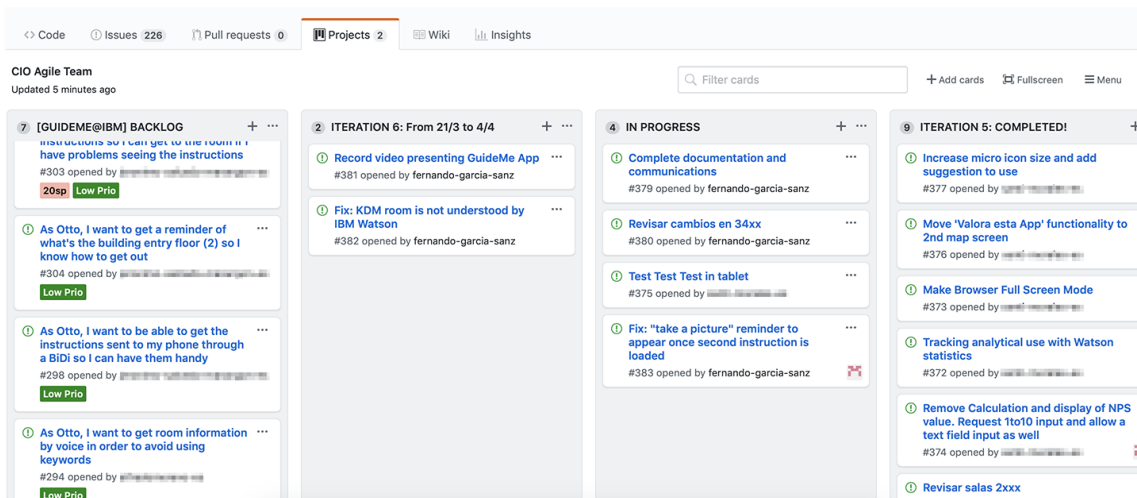 Code
Issues 226
Pull requests 0
Projects 2
Wiki
Insights
CIO Agile Team
Updated 5 minutes ago
Filter cards
Add cards
Fullscreen
Menu
7 [GUIDEME@IBM] BACKLOG
instructions so I can get to the room if I
have problems seeing the instructions
#303 opened by
20sp Low Prio
As Otto, I want to get a reminder of
what's the building entry floor (2) so I
know how to get out
#304 opened by
Low Prio
As Otto, I want to be able to get the
instructions sent to my phone through
a BiDi so I can have them handy
#298 opened by
Low Prio
As Otto, I want to get room information
by voice in order to avoid using
keywords
#294 opened by
Low Prio
2 ITERATION 6: From 21/3 to 4/4
Record video presenting GuideMe App
#381 opened by fernando-garcia-sanz
Fix: KDM room is not understood by
IBM Watson
#382 opened by fernando-garcia-sanz
4 IN PROGRESS
Complete documentation and
communications
#379 opened by fernando-garcia-sanz
Revisar cambios en 34xx
#380 opened by fernando-garcia-sanz
Test Test Test in tablet
#375 opened by
Fix: "take a picture" reminder to
appear once second instruction is
loaded
#383 opened by fernando-garcia-sanz
9 ITERATION 5: COMPLETED!
Increase micro icon size and add
suggestion to use
#377 opened by
Move 'Valora esta App' functionality to
2nd map screen
#376 opened by
Make Browser Full Screen Mode
#373 opened by
Tracking analytical use with Watson
statistics
#372 opened by
Remove Calculation and display of NPS
value. Request 1to10 input and allow a
text field input as well
#374 opened by
Revisar salas 2xxx